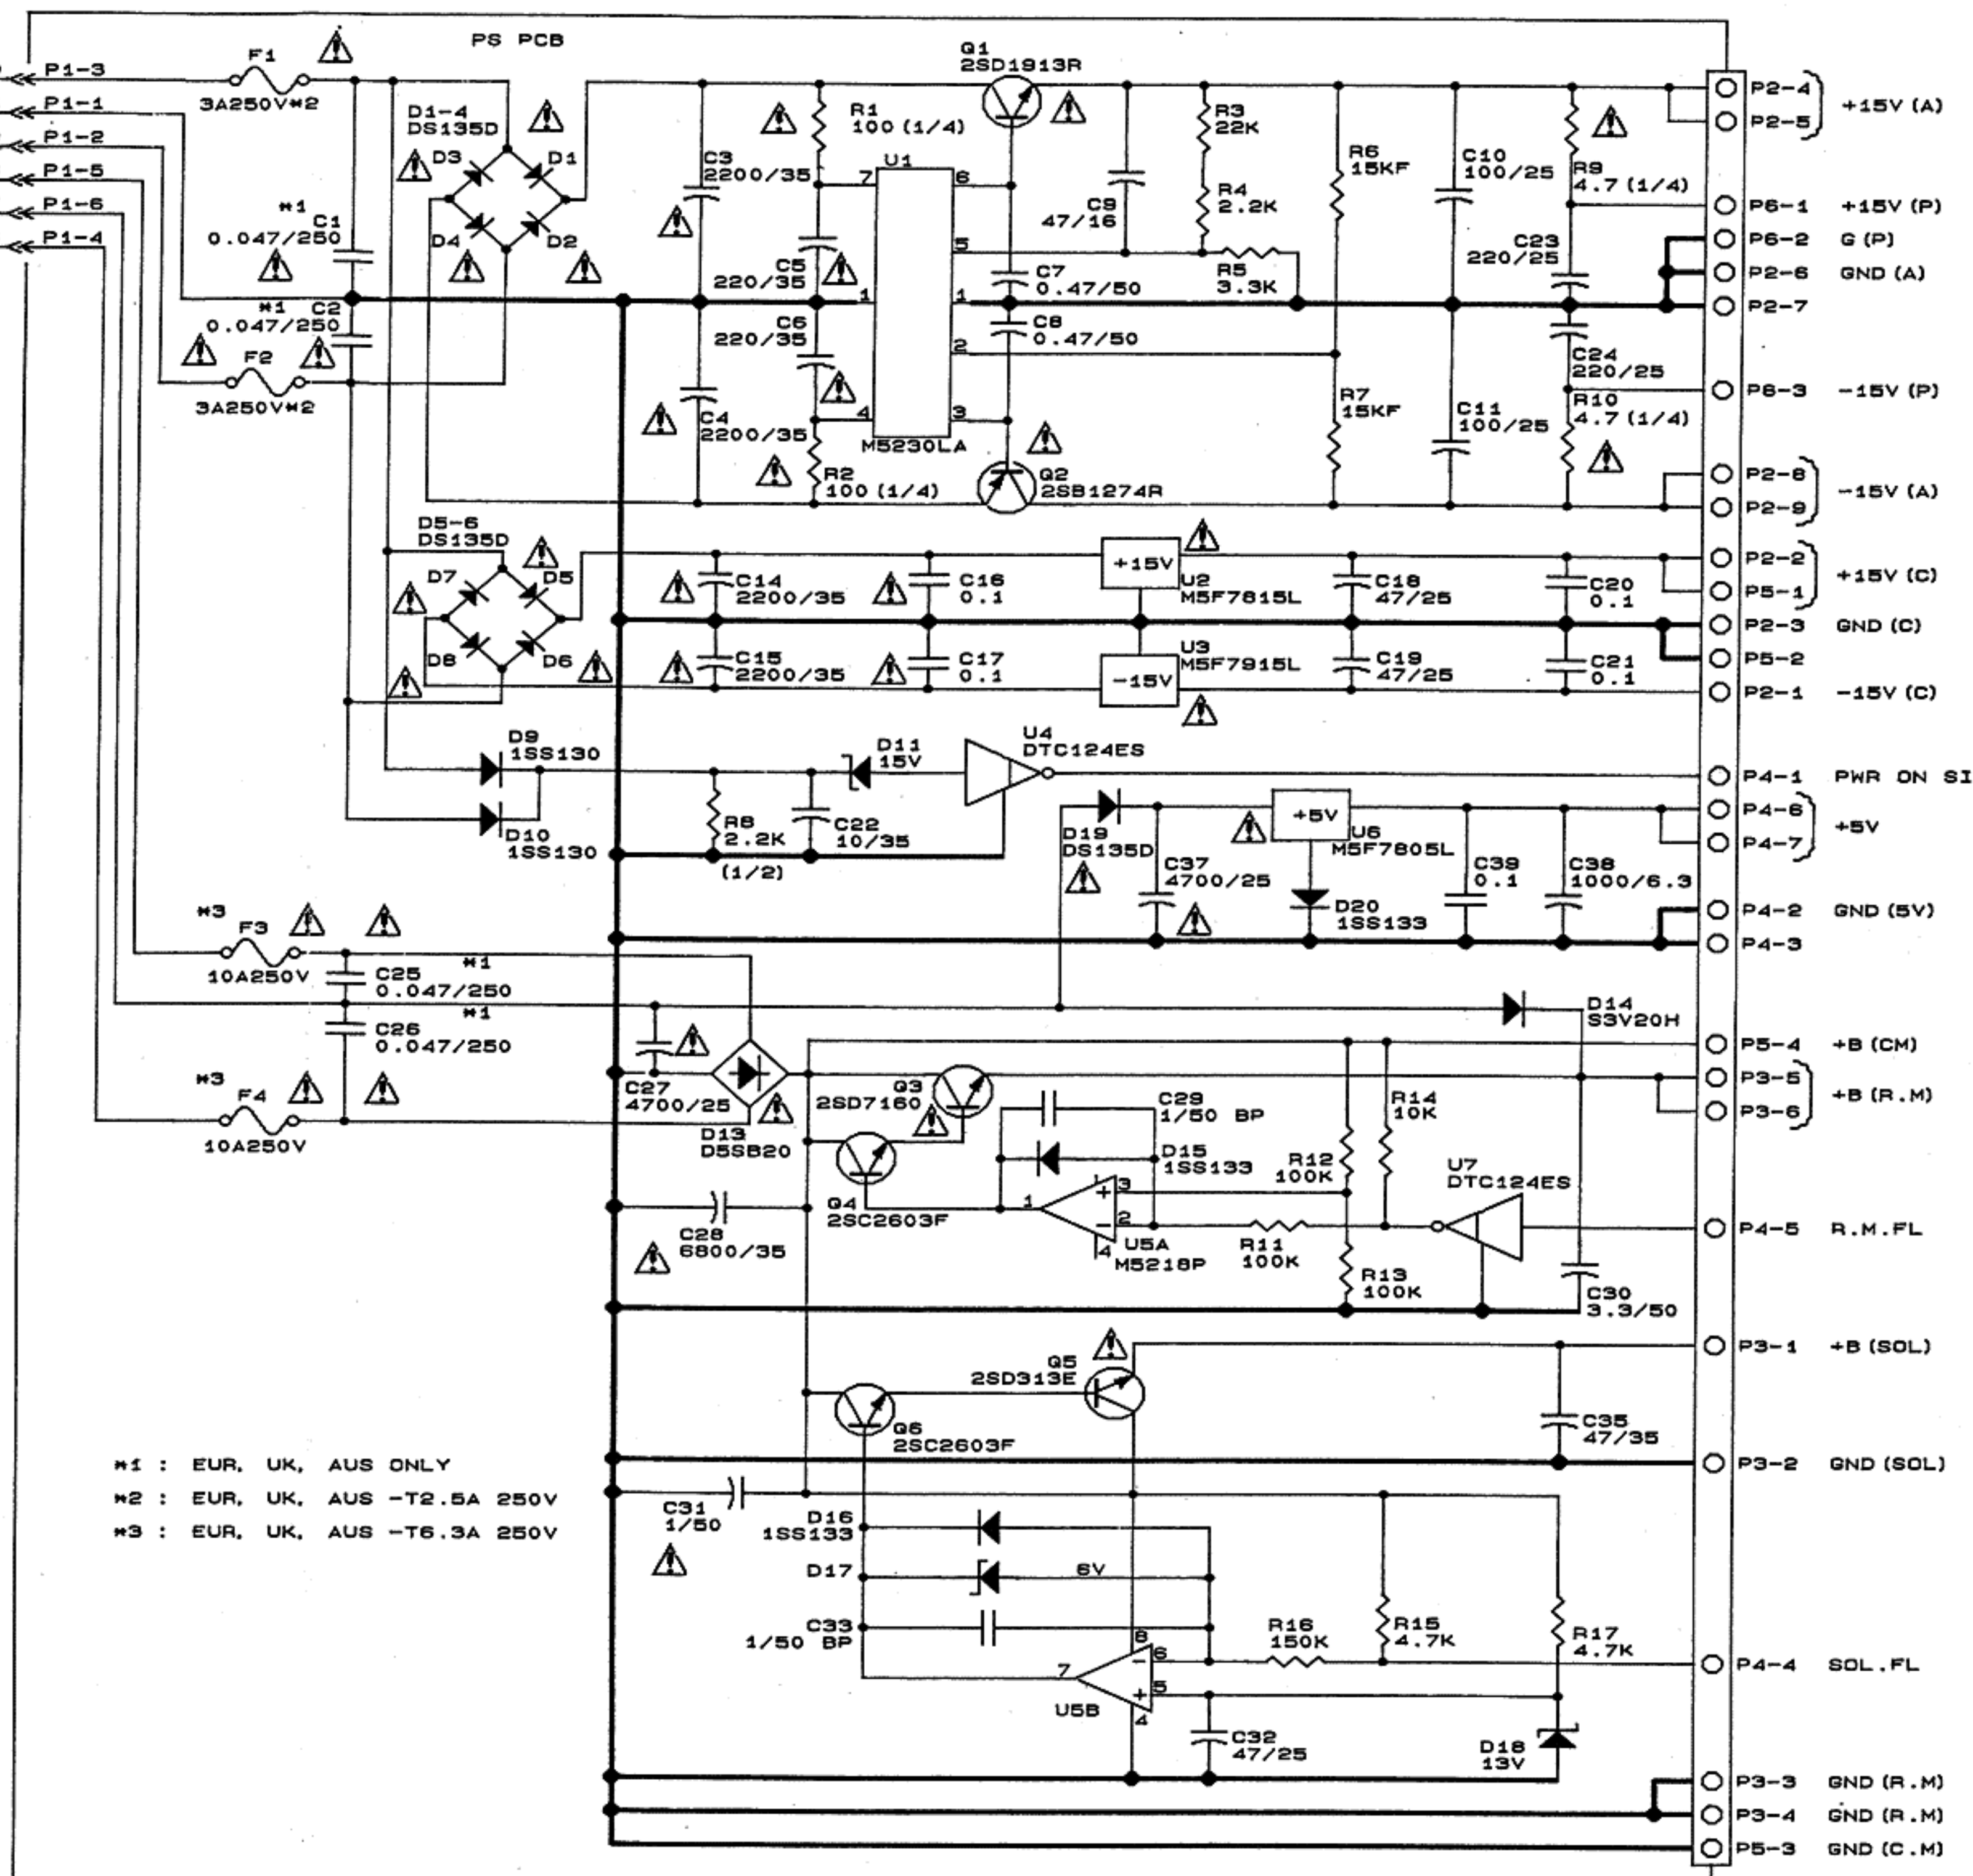 PS PCB
P1-3
P1-1
P1-2
P1-5
P1-6
P1-4
F1
3A250V*2
D1-4
DS135D
D3
D1
D4
D2
*1
C1
0.047/250
*1
C2
0.047/250
F2
3A250V*2
C3
2200/35
R1
100 (1/4)
U1
7
6
5
1
1
2
4
3
M5230LA
C5
220/35
C6
220/35
C4
2200/35
R2
100 (1/4)
Q1
2SD1913R
C9
47/16
R3
22K
R4
2.2K
R5
3.3K
C7
0.47/50
C8
0.47/50
Q2
2SB1274R
R6
15KF
R7
15KF
C10
100/25
C11
100/25
R9
4.7 (1/4)
C23
220/25
C24
220/25
R10
4.7 (1/4)
P2-4
P2-5
+15V (A)
P6-1 +15V (P)
P6-2 G (P)
P2-6 GND (A)
P2-7
P6-3 -15V (P)
P2-8
P2-9
-15V (A)
D5-6
DS135D
D7
D5
D8
D6
C14
2200/35
C15
2200/35
C16
0.1
C17
0.1
+15V
U2
M5F7815L
U3
M5F7915L
-15V
C18
47/25
C19
47/25
C20
0.1
C21
0.1
P2-2
P5-1
+15V (C)
P2-3 GND (C)
P5-2
P2-1 -15V (C)
D9
1SS130
D10
1SS130
R8
2.2K
(1/2)
C22
10/35
D11
15V
U4
DTC124ES
P4-1 PWR ON SI
D19
DS135D
C37
4700/25
+5V
U6
M5F7805L
D20
1SS133
C39
0.1
C38
1000/6.3
P4-6
P4-7
+5V
P4-2 GND (5V)
P4-3
*3
F3
10A250V
C25
0.047/250
*1
*1
C26
0.047/250
*3
F4
10A250V
C27
4700/25
D13
D5SB20
D14
S3V20H
P5-4 +B (CM)
P3-5
P3-6
+B (R.M)
Q3
2SD7160
Q4
2SC2603F
C29
1/50 BP
D15
1SS133
R12
100K
R14
10K
U7
DTC124ES
1
3
2
4
+
-
U5A
M5218P
R11
100K
R13
100K
P4-5 R.M.FL
C28
6800/35
C30
3.3/50
Q5
2SD313E
Q6
2SC2603F
P3-1 +B (SOL)
C35
47/35
P3-2 GND (SOL)
*1 : EUR, UK, AUS ONLY
*2 : EUR, UK, AUS -T2.5A 250V
*3 : EUR, UK, AUS -T6.3A 250V
C31
1/50
D16
1SS133
D17
6V
C33
1/50 BP
8
6
7
5
4
-
+
U5B
R16
150K
R15
4.7K
R17
4.7K
P4-4 SOL.FL
C32
47/25
D18
13V
P3-3 GND (R.M)
P3-4 GND (R.M)
P5-3 GND (C.M)